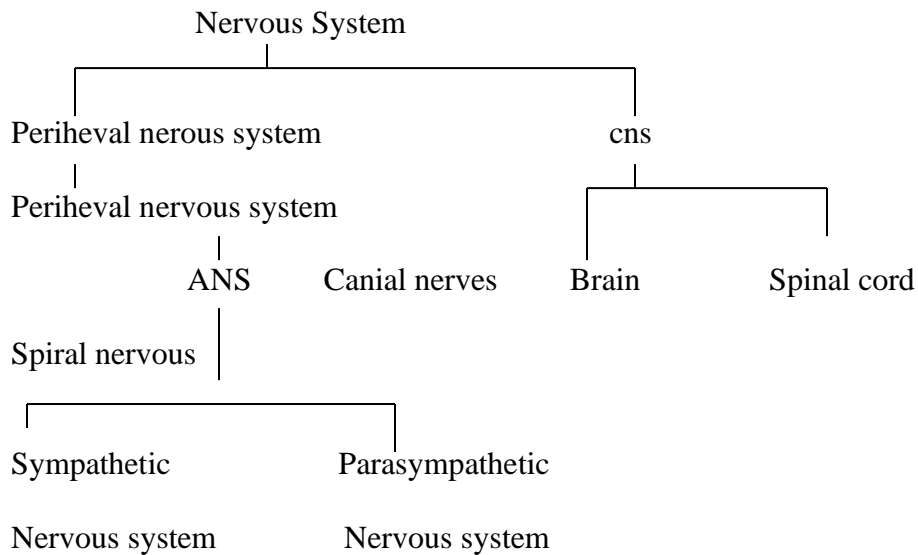 Nervous System
Periheval nerous system cns
Periheval nervous system
ANS Canial nerves Brain Spinal cord
Spiral nervous
Sympathetic Parasympathetic
Nervous system Nervous system